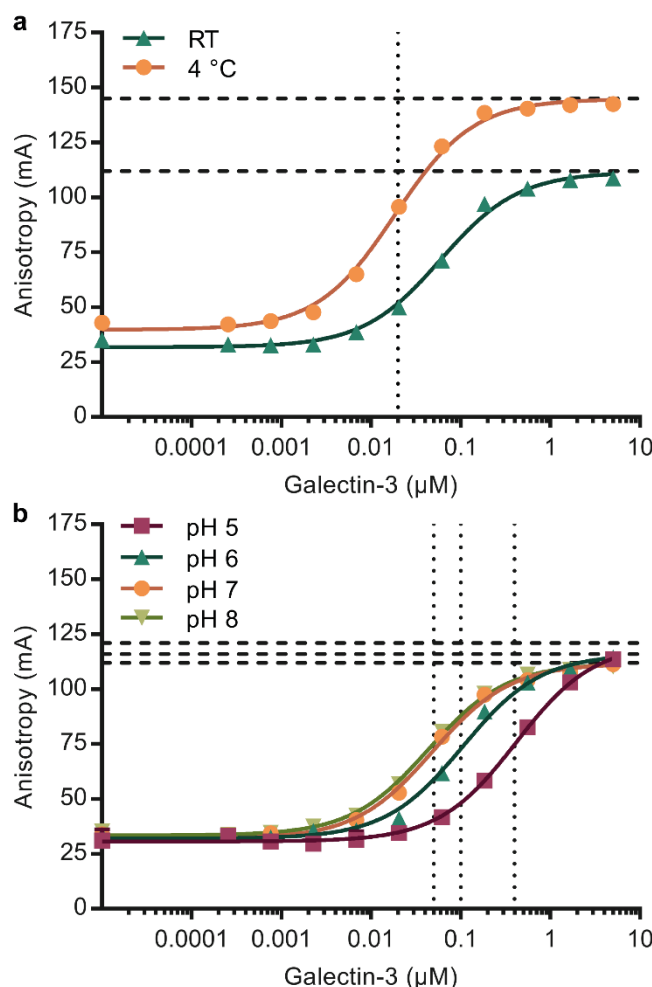 a
175
150
125
100
75
50
25
0
Anisotropy (mA)
RT
4 °C
0.0001 0.001 0.01 0.1 1 10
Galectin-3 (µM)
b
175
150
125
100
75
50
25
0
Anisotropy (mA)
pH 5
pH 6
pH 7
pH 8
0.0001 0.001 0.01 0.1 1 10
Galectin-3 (µM)